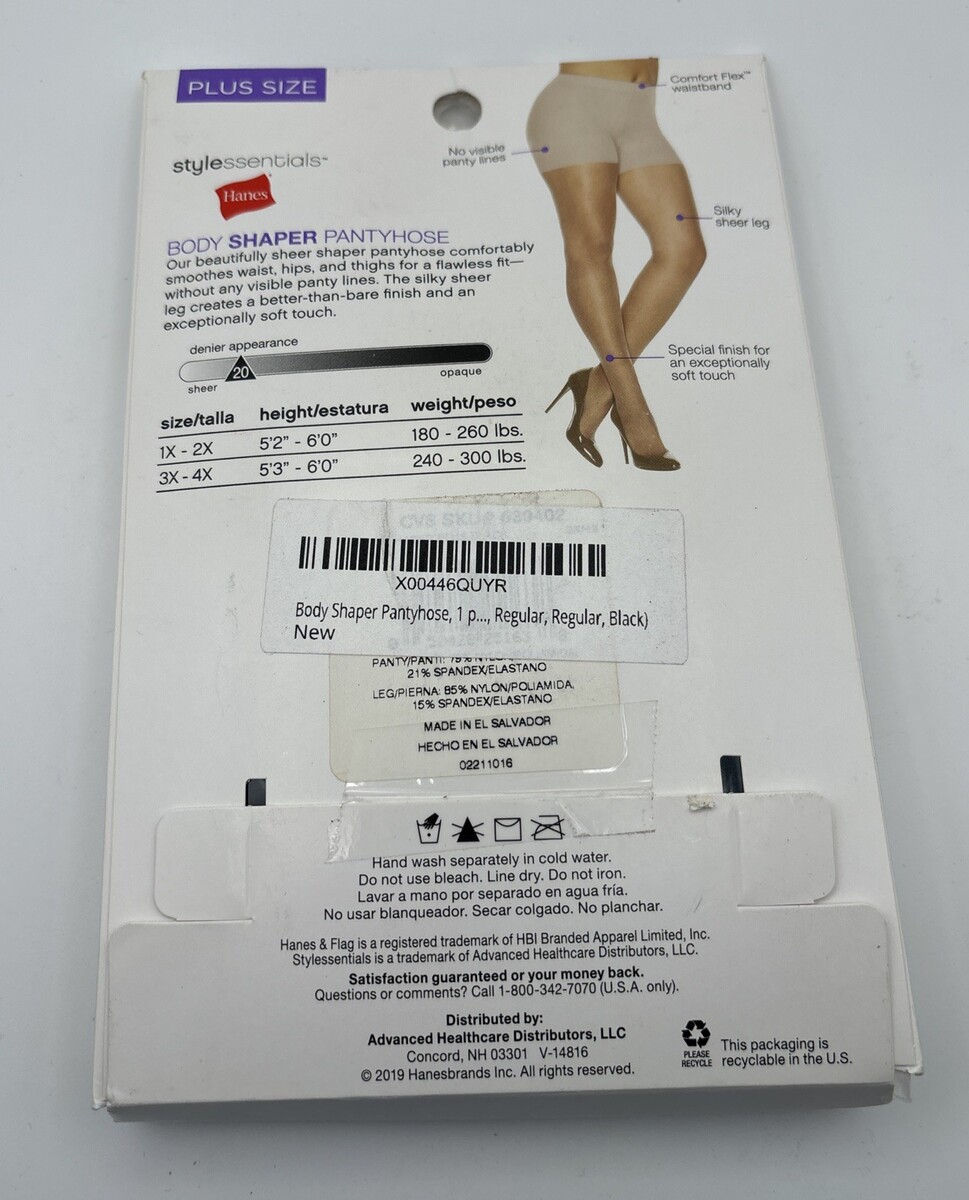 PLUS SIZE
stylessentials™
Hanes
BODY SHAPER PANTYHOSE
Our beautifully sheer shaper pantyhose comfortably
smoothes waist, hips, and thighs for a flawless fit—
without any visible panty lines. The silky sheer
leg creates a better-than-bare finish and an
exceptionally soft touch.
Comfort Flex™
waistband
No visible
panty lines
Silky
sheer leg
Special finish for
an exceptionally
soft touch
denier appearance
20
sheer
opaque
size/talla height/estatura weight/peso
1X - 2X 5'2" - 6'0" 180 - 260 lbs.
3X - 4X 5'3" - 6'0" 240 - 300 lbs.
CVS SKU# 639402
X00446QUYR
Body Shaper Pantyhose, 1 p..., Regular, Regular, Black)
New
PANTY/PANTI:
21% SPANDEX/ELASTANO
LEG/PIERNA: 85% NYLON/POLIAMIDA,
15% SPANDEX/ELASTANO
MADE IN EL SALVADOR
HECHO EN EL SALVADOR
02211016
Hand wash separately in cold water.
Do not use bleach. Line dry. Do not iron.
Lavar a mano por separado en agua fría.
No usar blanqueador. Secar colgado. No planchar.
Hanes & Flag is a registered trademark of HBI Branded Apparel Limited, Inc.
Stylessentials is a trademark of Advanced Healthcare Distributors, LLC.
Satisfaction guaranteed or your money back.
Questions or comments? Call 1-800-342-7070 (U.S.A. only).
Distributed by:
Advanced Healthcare Distributors, LLC
Concord, NH 03301 V-14816
© 2019 Hanesbrands Inc. All rights reserved.
PLEASE
RECYCLE
This packaging is
recyclable in the U.S.